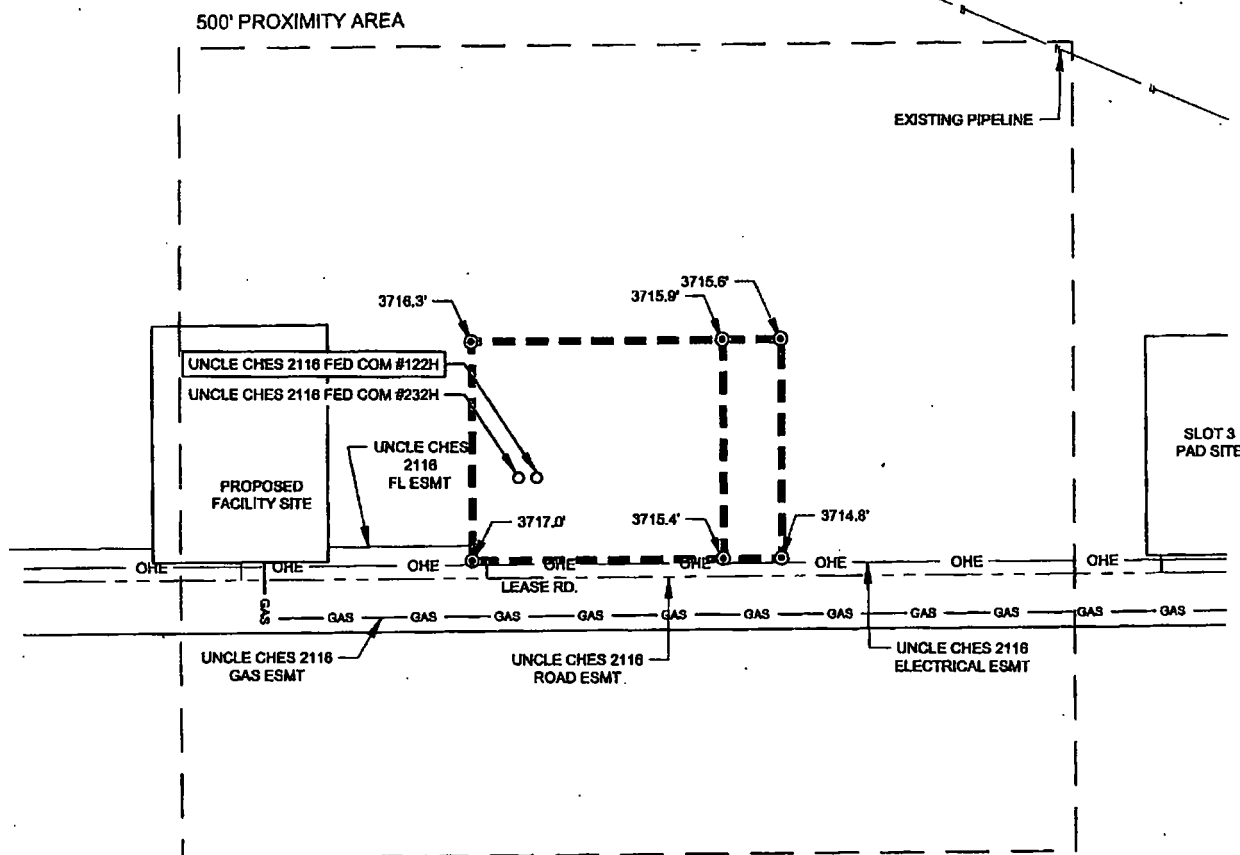 500' PROXIMITY AREA
EXISTING PIPELINE
3716.3'
3715.9'
3715.6'
UNCLE CHES 2116 FED COM #122H
UNCLE CHES 2116 FED COM #232H
UNCLE CHES
2116
FL ESMT
PROPOSED
FACILITY SITE
SLOT 3
PAD SITE
3717.0'
3715.4'
3714.8'
OHE OHE OHE OHE OHE OHE OHE OHE
LEASE RD.
GAS GAS GAS GAS GAS GAS GAS GAS GAS GAS GAS GAS
UNCLE CHES 2116
GAS ESMT
UNCLE CHES 2116
ROAD ESMT
UNCLE CHES 2116
ELECTRICAL ESMT